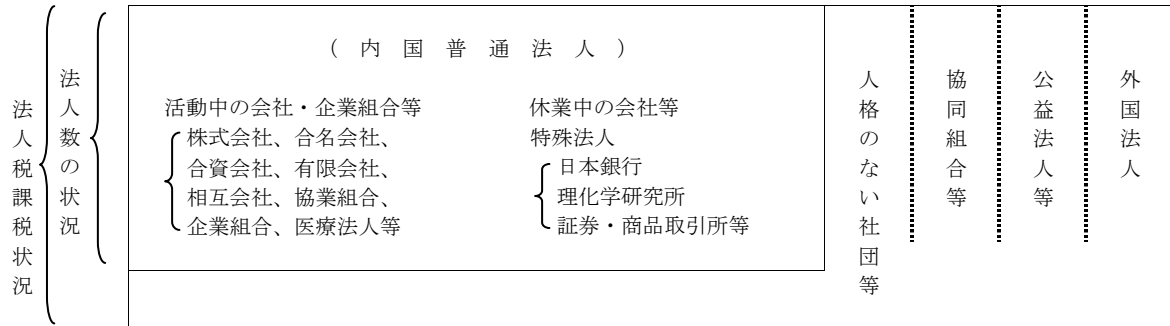 法人税課税状況
法人数の状況
(内国普通法人)
活動中の会社・企業組合等
株式会社、合名会社、
合資会社、有限会社、
相互会社、協業組合、
企業組合、医療法人等
休業中の会社等
特殊法人
日本銀行
理化学研究所
証券・商品取引所等
人格のない社団等
協同組合等
公益法人等
外国法人